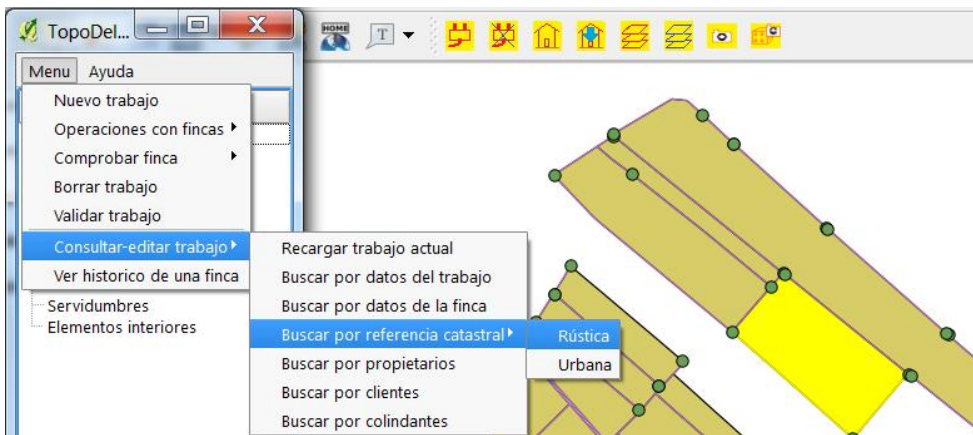 TopoDel...
HOME
T
Menu Ayuda
Nuevo trabajo
Operaciones con fincas
Comprobar finca
Borrar trabajo
Validar trabajo
Consultar-editar trabajo
Ver historico de una finca
Servidumbres
Elementos interiores
Recargar trabajo actual
Buscar por datos del trabajo
Buscar por datos de la finca
Buscar por referencia catastral
Buscar por propietarios
Buscar por clientes
Buscar por colindantes
Rústica
Urbana